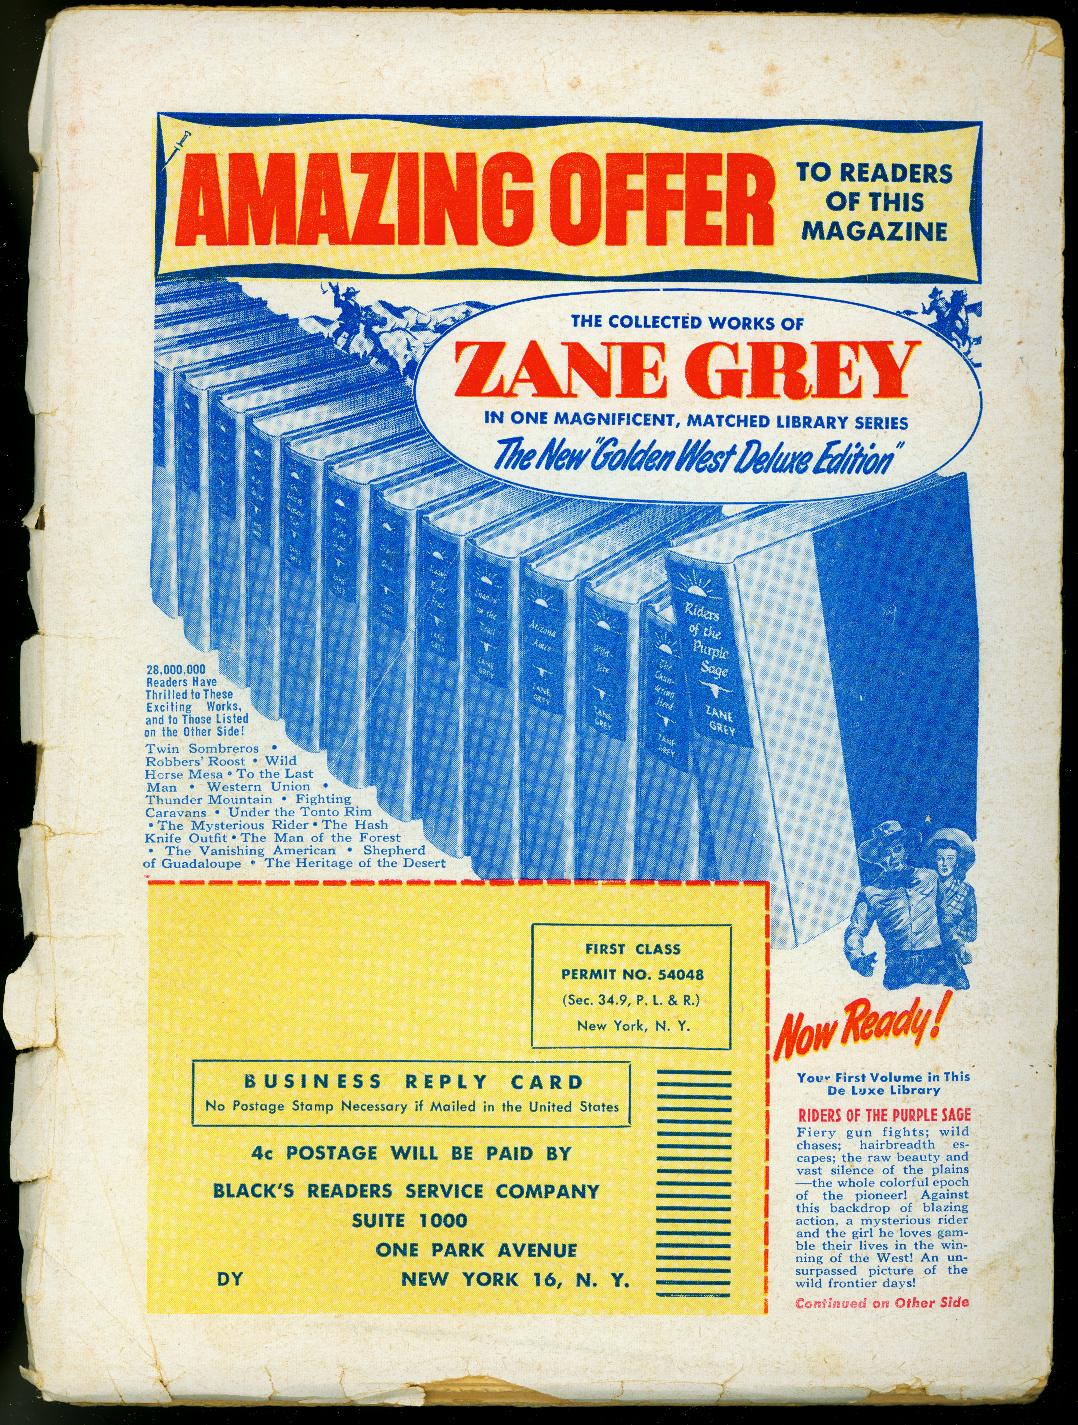 AMAZING OFFER
TO READERS
OF THIS
MAGAZINE
THE COLLECTED WORKS OF
ZANE GREY
IN ONE MAGNIFICENT, MATCHED LIBRARY SERIES
The New "Golden West Deluxe Edition"
Riders
of the
Purple
Sage
ZANE
GREY
Arizona
ZANE
GREY
ZANE
GREY
ZANE
GREY
28,000,000
Readers Have
Thrilled to These
Exciting Works,
and to Those Listed
on the Other Side!
Twin Sombreros •
Robbers' Roost • Wild
Horse Mesa • To the Last
Man • Western Union •
Thunder Mountain • Fighting
Caravans • Under the Tonto Rim
• The Mysterious Rider • The Hash
Knife Outfit • The Man of the Forest
• The Vanishing American • Shepherd
of Guadaloupe • The Heritage of the Desert
FIRST CLASS
PERMIT NO. 54048
(Sec. 34.9, P. L. & R.)
New York, N. Y.
BUSINESS REPLY CARD
No Postage Stamp Necessary if Mailed in the United States
4c POSTAGE WILL BE PAID BY
BLACK'S READERS SERVICE COMPANY
SUITE 1000
ONE PARK AVENUE
DY NEW YORK 16, N. Y.
Now Ready!
Your First Volume in This
De Luxe Library
RIDERS OF THE PURPLE SAGE
Fiery gun fights; wild
chases; hairbreadth es-
capes; the raw beauty and
vast silence of the plains
—the whole colorful epoch
of the pioneer! Against
this backdrop of blazing
action, a mysterious rider
and the girl he loves gam-
ble their lives in the win-
ning of the West! An un-
surpassed picture of the
wild frontier days!
Continued on Other Side